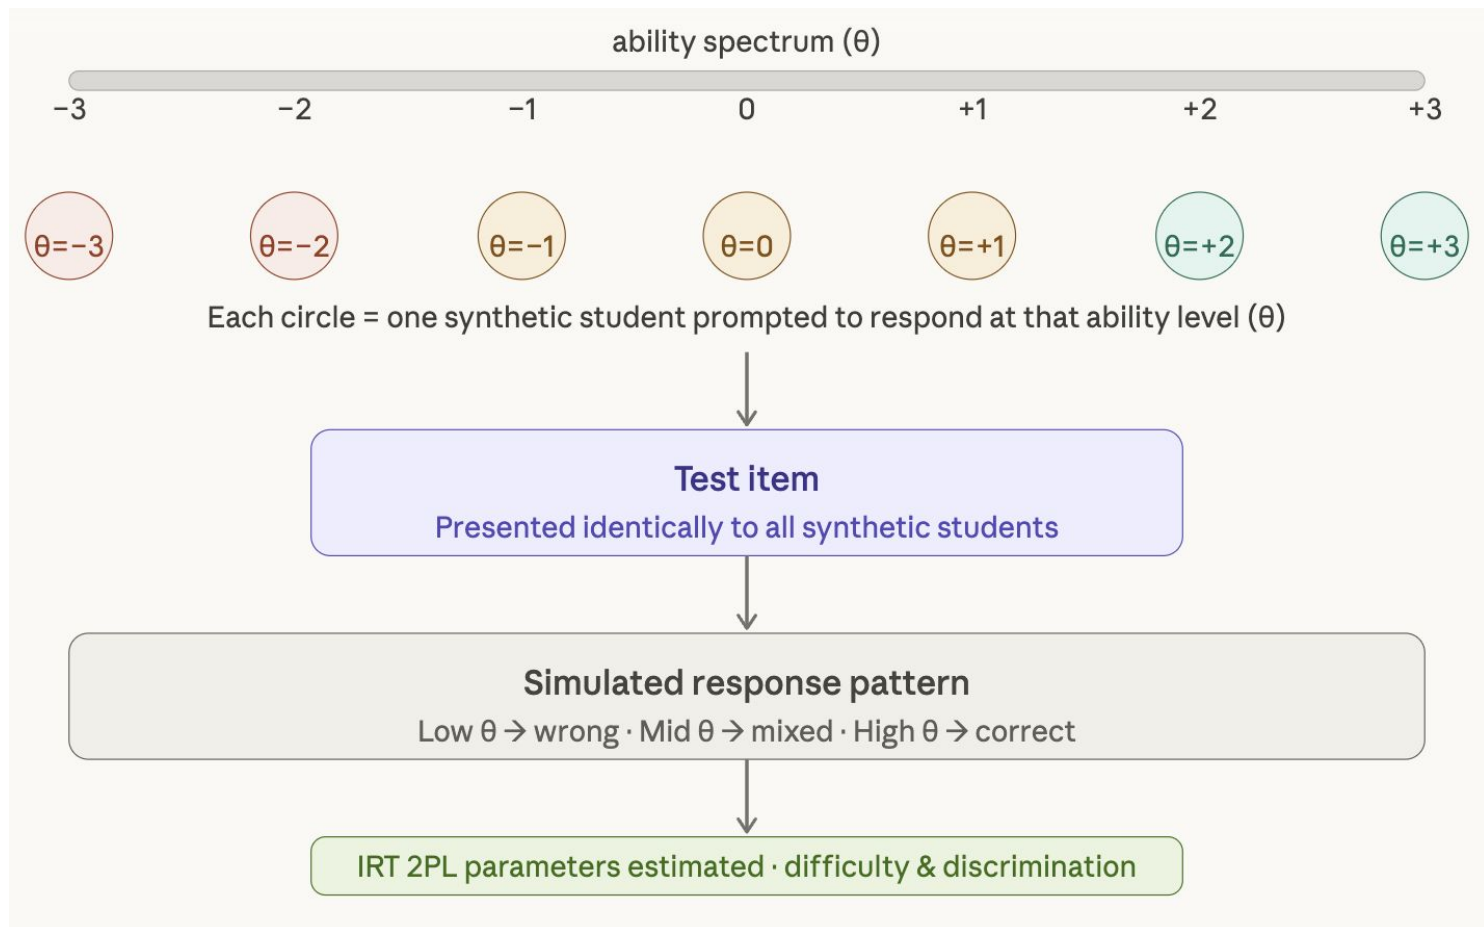 ability spectrum (θ)
−3 −2 −1 0 +1 +2 +3
θ=−3 θ=−2 θ=−1 θ=0 θ=+1 θ=+2 θ=+3
Each circle = one synthetic student prompted to respond at that ability level (θ)
Test item
Presented identically to all synthetic students
Simulated response pattern
Low θ → wrong · Mid θ → mixed · High θ → correct
IRT 2PL parameters estimated · difficulty & discrimination